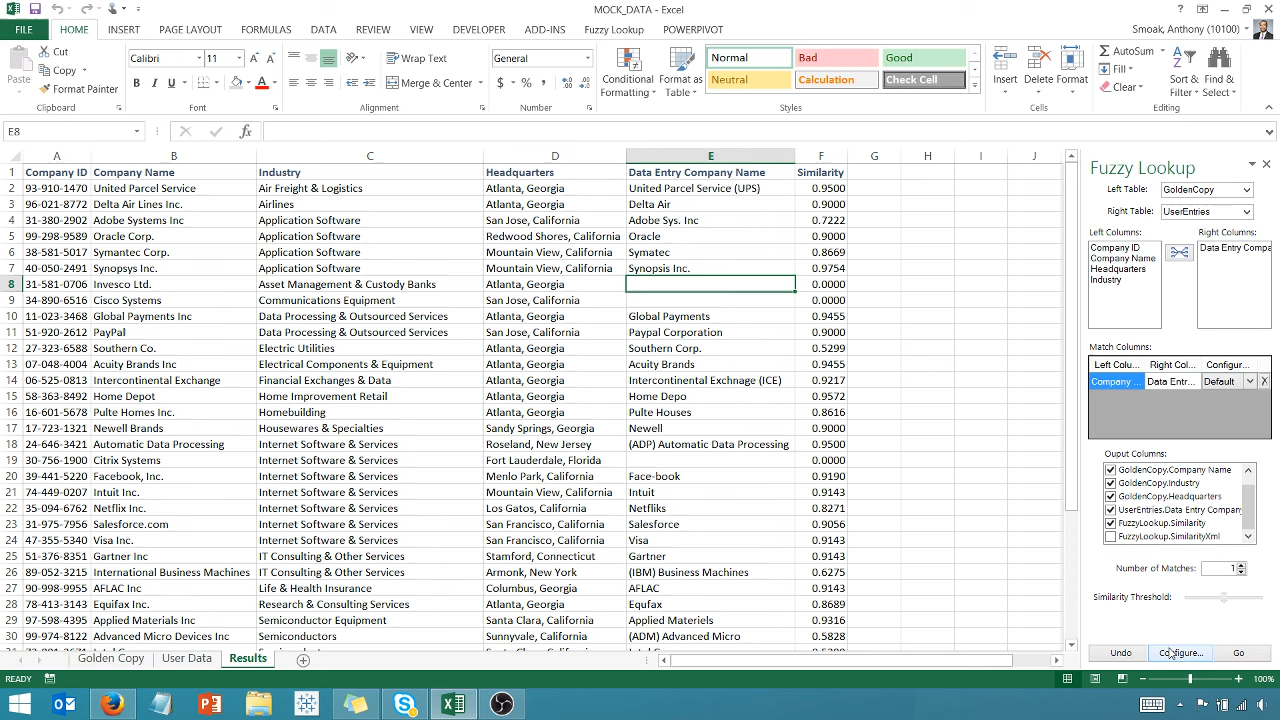 MOCK_DATA - Excel
FILE HOME INSERT PAGE LAYOUT FORMULAS DATA REVIEW VIEW DEVELOPER ADD-INS Fuzzy Lookup POWERPIVOT Smoak, Anthony (10100)
Paste Cut Copy Format Painter Clipboard
Calibri 11 B I U A Font
Wrap Text Merge & Center Alignment
General $ % , Number
Conditional Formatting Format as Table
Normal Bad Good
Neutral Calculation Check Cell
Styles
Insert Delete Format Cells
AutoSum Fill Clear Sort & Filter Find & Select Editing
E8 fx
A B C D E F G H I J
1 Company ID Company Name Industry Headquarters Data Entry Company Name Similarity
2 93-910-1470 United Parcel Service Air Freight & Logistics Atlanta, Georgia United Parcel Service (UPS) 0.9500
3 96-021-8772 Delta Air Lines Inc. Airlines Atlanta, Georgia Delta Air 0.9000
4 31-380-2902 Adobe Systems Inc Application Software San Jose, California Adobe Sys. Inc 0.7222
5 99-298-9589 Oracle Corp. Application Software Redwood Shores, California Oracle 0.9000
6 38-581-5017 Symantec Corp. Application Software Mountain View, California Symatec 0.8669
7 40-050-2491 Synopsys Inc. Application Software Mountain View, California Synopsis Inc. 0.9754
8 31-581-0706 Invesco Ltd. Asset Management & Custody Banks Atlanta, Georgia 0.0000
9 34-890-6516 Cisco Systems Communications Equipment San Jose, California 0.0000
10 11-023-3468 Global Payments Inc Data Processing & Outsourced Services Atlanta, Georgia Global Payments 0.9455
11 51-920-2612 PayPal Data Processing & Outsourced Services San Jose, California Paypal Corporation 0.9000
12 27-323-6588 Southern Co. Electric Utilities Atlanta, Georgia Southern Corp. 0.5299
13 07-048-4004 Acuity Brands Inc Electrical Components & Equipment Atlanta, Georgia Acuity Brands 0.9455
14 06-525-0813 Intercontinental Exchange Financial Exchanges & Data Atlanta, Georgia Intercontinental Exchnage (ICE) 0.9217
15 58-363-8492 Home Depot Home Improvement Retail Atlanta, Georgia Home Depo 0.9572
16 16-601-5678 Pulte Homes Inc. Homebuilding Atlanta, Georgia Pulte Houses 0.8616
17 17-723-1321 Newell Brands Housewares & Specialties Sandy Springs, Georgia Newell 0.9000
18 24-646-3421 Automatic Data Processing Internet Software & Services Roseland, New Jersey (ADP) Automatic Data Processing 0.9500
19 30-756-1900 Citrix Systems Internet Software & Services Fort Lauderdale, Florida 0.0000
20 39-441-5220 Facebook, Inc. Internet Software & Services Menlo Park, California Face-book 0.9190
21 74-449-0207 Intuit Inc. Internet Software & Services Mountain View, California Intuit 0.9143
22 35-094-6762 Netflix Inc. Internet Software & Services Los Gatos, California Netfliks 0.8271
23 31-975-7956 Salesforce.com Internet Software & Services San Francisco, California Salesforce 0.9056
24 47-355-5340 Visa Inc. Internet Software & Services San Francisco, California Visa 0.9143
25 51-376-8351 Gartner Inc IT Consulting & Other Services Stamford, Connecticut Gartner 0.9143
26 89-052-3215 International Business Machines IT Consulting & Other Services Armonk, New York (IBM) Business Machines 0.6275
27 90-998-9955 AFLAC Inc Life & Health Insurance Columbus, Georgia AFLAC 0.9143
28 78-413-3143 Equifax Inc. Research & Consulting Services Atlanta, Georgia Equfax 0.8689
29 97-598-4395 Applied Materials Inc Semiconductor Equipment Santa Clara, California Applied Materiels 0.9316
30 99-974-8122 Advanced Micro Devices Inc Semiconductors Sunnyvale, California (ADM) Advanced Micro 0.5828
Golden Copy User Data Results
READY 100%
Fuzzy Lookup
Left Table: GoldenCopy
Right Table: UserEntries
Left Columns: Right Columns:
Company ID Data Entry Compa
Company Name
Headquarters
Industry
Match Columns:
Left Colu... Right Col... Configur...
Company ... Data Entr... Default X
Ouput Columns:
GoldenCopy.Company Name
GoldenCopy.Industry
GoldenCopy.Headquarters
UserEntries.Data Entry Company
FuzzyLookup.Similarity
FuzzyLookup.SimilarityXml
Number of Matches: 1
Similarity Threshold:
Undo Configure... Go